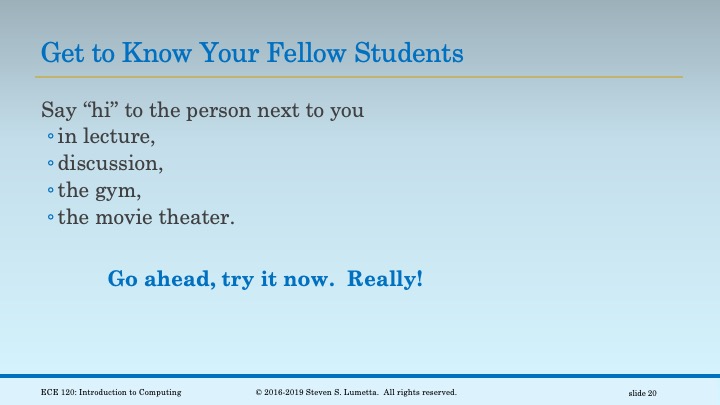 Get to Know Your Fellow Students
Say “hi” to the person next to you
◦ in lecture,
◦ discussion,
◦ the gym,
◦ the movie theater.
Go ahead, try it now.  Really!
ECE 120: Introduction to Computing
© 2016-2019 Steven S. Lumetta.  All rights reserved.
slide 20